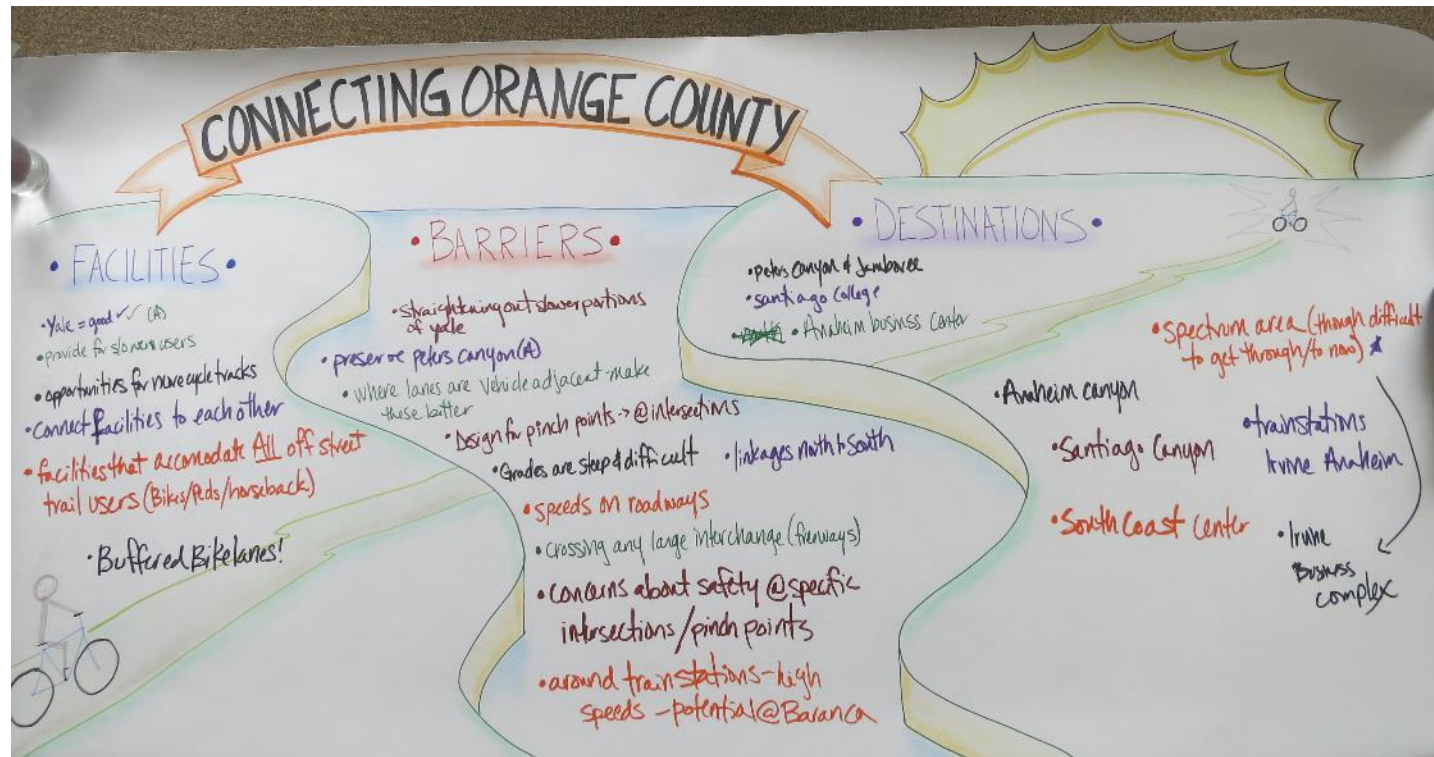 CONNECTING ORANGE COUNTY
• FACILITIES •
• Yale = good ✓✓ (A)
• provide for slower users
• opportunities for more cycle tracks
• connect facilities to each other
• facilities that accomodate ALL off street
trail users (Bikes/Peds/horseback)
• Buffered Bikelanes!
• BARRIERS •
• straightning out slower portions
of yale
• preserve peters canyon (A)
• where lanes are vehicle adjacent - make
these better
• Design for pinch points -> @ intersections
• Grades are steep & difficult
• linkages north to south
• speeds on roadways
• crossing any large interchange (freeways)
• concerns about safety @ specific
intersections/pinch points
• around train stations - high
speeds - potential @ Baranca
• DESTINATIONS •
• peters canyon & Jamboree
• santiago college
• Anaheim business center
• spectrum area (though difficult
to get through/to now) ★
• Anaheim canyon
• trainstations
Irvine Anaheim
• Santiago Canyon
• South Coast Center
• Irvine
Business
complex